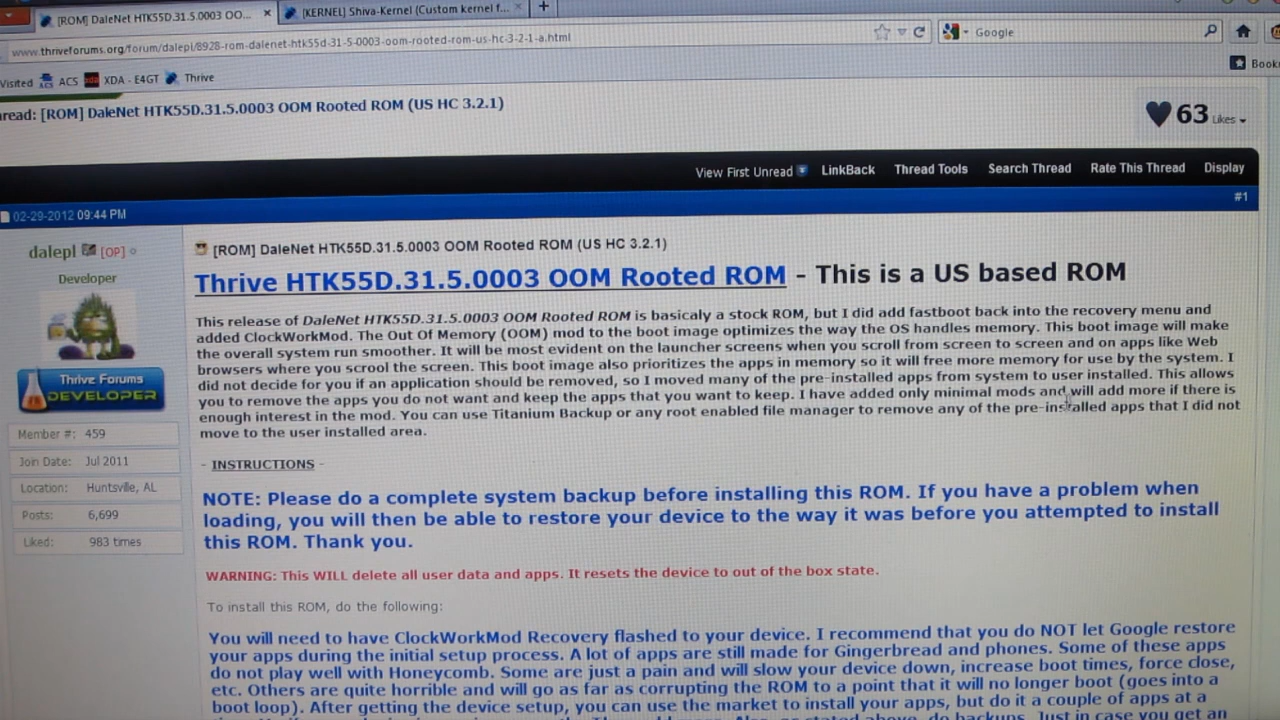 [ROM] DaleNet HTK55D.31.5.0003 OO...
[KERNEL] Shiva-Kernel (Custom kernel f...
www.thriveforums.org/forum/dalepl/8928-rom-dalenet-htk55d-31-5-0003-oom-rooted-rom-us-hc-3-2-1-a.html
Google
Visited ACS XDA - E4GT Thrive
Book
read: [ROM] DaleNet HTK55D.31.5.0003 OOM Rooted ROM (US HC 3.2.1)
63 Likes
View First Unread LinkBack Thread Tools Search Thread Rate This Thread Display
02-29-2012 09:44 PM
#1
dalepl [OP]
Developer
Thrive Forums
DEVELOPER
Member #: 459
Join Date: Jul 2011
Location: Huntsville, AL
Posts: 6,699
Liked: 983 times
[ROM] DaleNet HTK55D.31.5.0003 OOM Rooted ROM (US HC 3.2.1)
Thrive HTK55D.31.5.0003 OOM Rooted ROM - This is a US based ROM
This release of DaleNet HTK55D.31.5.0003 OOM Rooted ROM is basicaly a stock ROM, but I did add fastboot back into the recovery menu and
added ClockWorkMod. The Out Of Memory (OOM) mod to the boot image optimizes the way the OS handles memory. This boot image will make
the overall system run smoother. It will be most evident on the launcher screens when you scroll from screen to screen and on apps like Web
browsers where you scrool the screen. This boot image also prioritizes the apps in memory so it will free more memory for use by the system. I
did not decide for you if an application should be removed, so I moved many of the pre-installed apps from system to user installed. This allows
you to remove the apps you do not want and keep the apps that you want to keep. I have added only minimal mods and will add more if there is
enough interest in the mod. You can use Titanium Backup or any root enabled file manager to remove any of the pre-installed apps that I did not
move to the user installed area.
- INSTRUCTIONS -
NOTE: Please do a complete system backup before installing this ROM. If you have a problem when
loading, you will then be able to restore your device to the way it was before you attempted to install
this ROM. Thank you.
WARNING: This WILL delete all user data and apps. It resets the device to out of the box state.
To install this ROM, do the following:
You will need to have ClockWorkMod Recovery flashed to your device. I recommend that you do NOT let Google restore
your apps during the initial setup process. A lot of apps are still made for Gingerbread and phones. Some of these apps
do not play well with Honeycomb. Some are just a pain and will slow your device down, increase boot times, force close,
etc. Others are quite horrible and will go as far as corrupting the ROM to a point that it will no longer boot (goes into a
boot loop). After getting the device setup, you can use the market to install your apps, but do it a couple of apps at a